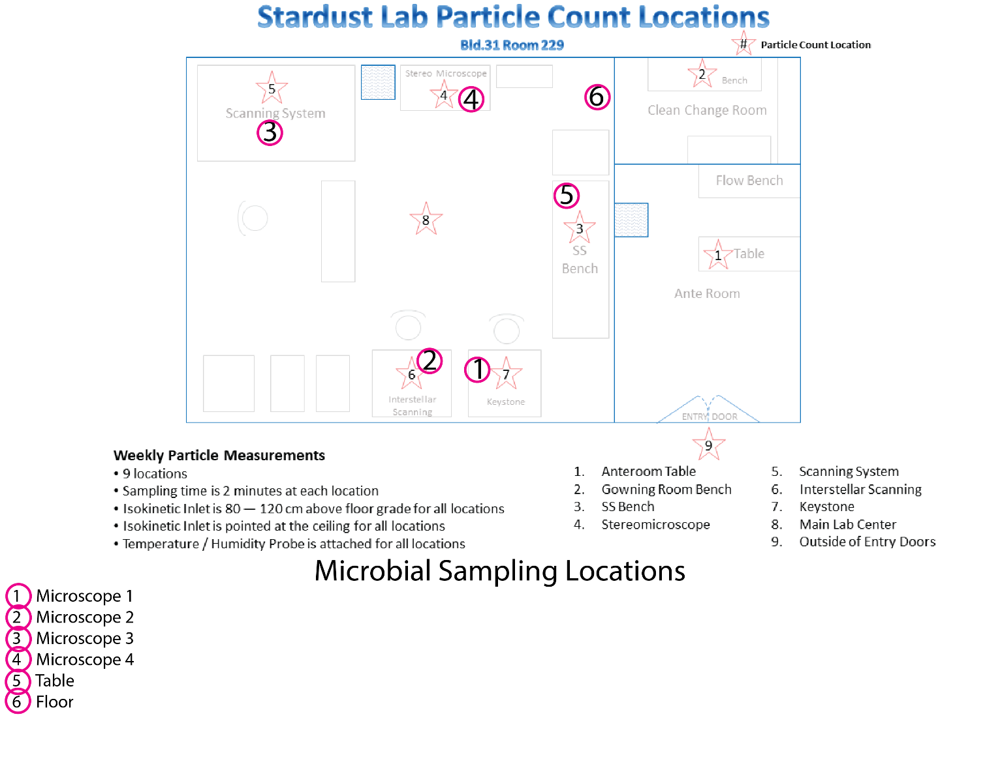 Stardust Lab Particle Count Locations
Bld.31 Room 229
# Particle Count Location
5
Scanning System
3
Stereo Microscope
4 4
6
2 Bench
Clean Change Room
Flow Bench
5
8
3
SS
Bench
1 Table
Ante Room
6 2
Interstellar
Scanning
1 7
Keystone
ENTRY DOOR
9
Weekly Particle Measurements
• 9 locations
• Sampling time is 2 minutes at each location
• Isokinetic Inlet is 80 — 120 cm above floor grade for all locations
• Isokinetic Inlet is pointed at the ceiling for all locations
• Temperature / Humidity Probe is attached for all locations
1. Anteroom Table
2. Gowning Room Bench
3. SS Bench
4. Stereomicroscope
5. Scanning System
6. Interstellar Scanning
7. Keystone
8. Main Lab Center
9. Outside of Entry Doors
Microbial Sampling Locations
1 Microscope 1
2 Microscope 2
3 Microscope 3
4 Microscope 4
5 Table
6 Floor